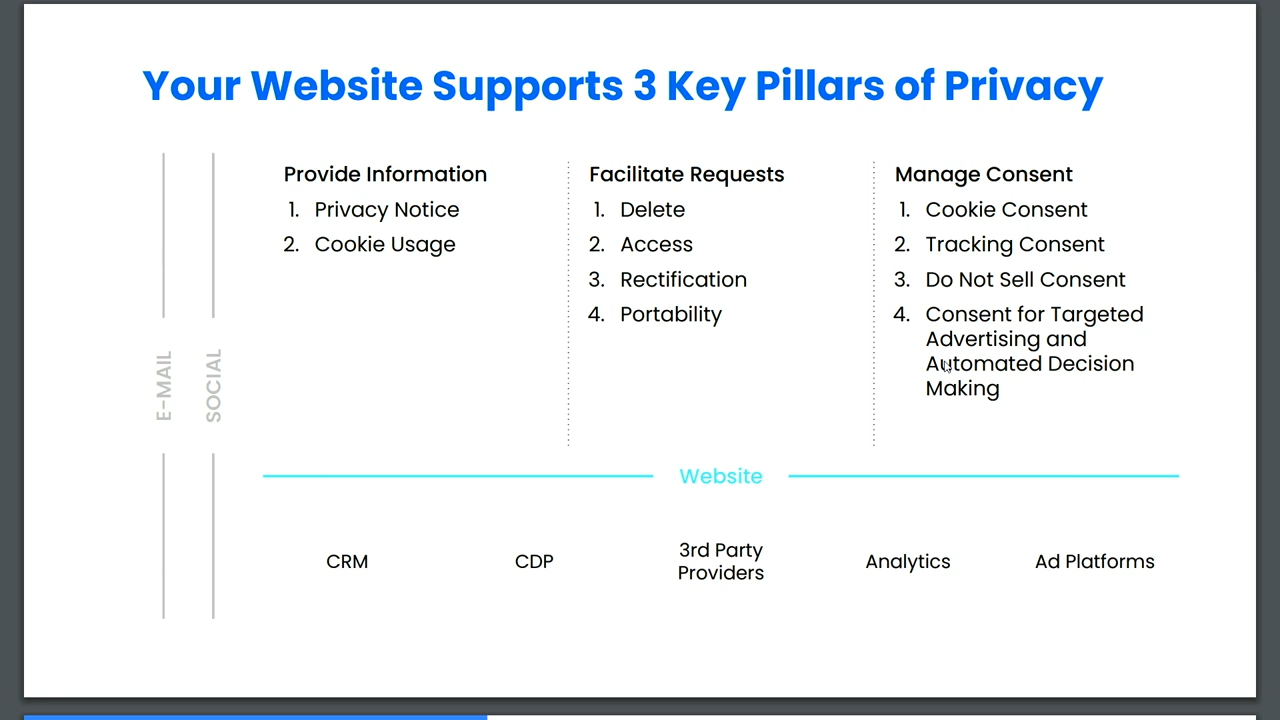 Your Website Supports 3 Key Pillars of Privacy
E-MAIL
SOCIAL
Provide Information
1. Privacy Notice
2. Cookie Usage
Facilitate Requests
1. Delete
2. Access
3. Rectification
4. Portability
Manage Consent
1. Cookie Consent
2. Tracking Consent
3. Do Not Sell Consent
4. Consent for Targeted
Advertising and
Automated Decision
Making
Website
CRM
CDP
3rd Party
Providers
Analytics
Ad Platforms